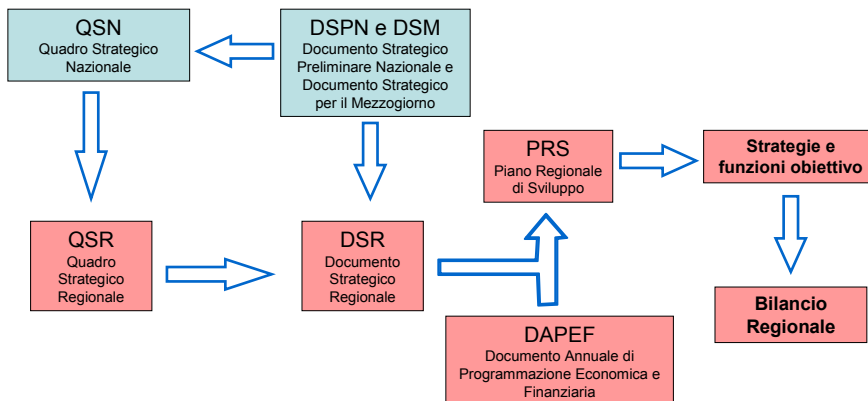 QSN
Quadro Strategico
Nazionale
DSPN e DSM
Documento Strategico
Preliminare Nazionale e
Documento Strategico
per il Mezzogiorno
PRS
Piano Regionale
di Sviluppo
Strategie e
funzioni obiettivo
QSR
Quadro
Strategico
Regionale
DSR
Documento
Strategico
Regionale
Bilancio
Regionale
DAPEF
Documento Annuale di
Programmazione Economica e
Finanziaria